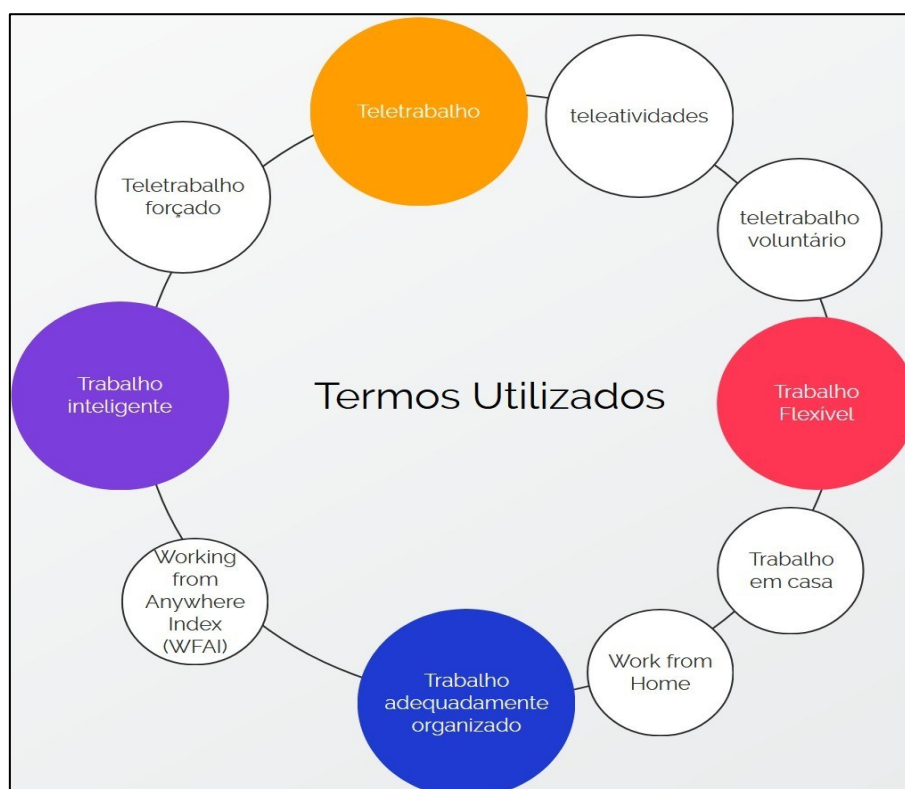 Teletrabalho
teleatividades
teletrabalho
voluntário
Trabalho
Flexível
Trabalho
em casa
Work from
Home
Trabalho
adequadamente
organizado
Working
from
Anywhere
Index
(WFAI)
Trabalho
inteligente
Teletrabalho
forçado
Termos Utilizados